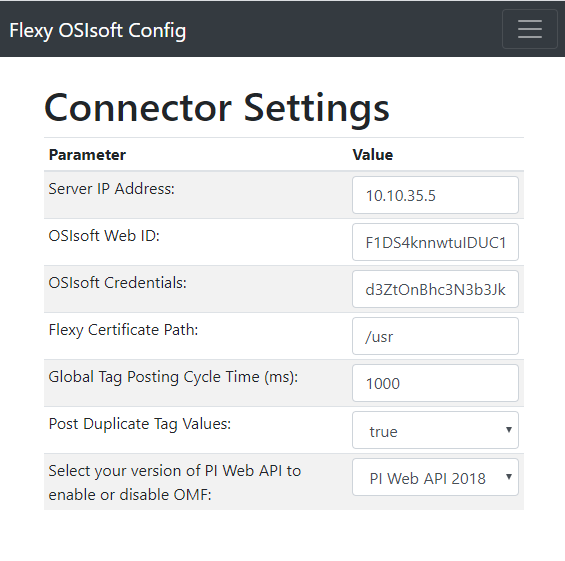 Flexy OSIsoft Config
Connector Settings
Parameter Value
Server IP Address: 10.10.35.5
OSIsoft Web ID: F1DS4knnwtuIDUC1
OSIsoft Credentials: d3ZtOnBhc3N3b3Jk
Flexy Certificate Path: /usr
Global Tag Posting Cycle Time (ms): 1000
Post Duplicate Tag Values: true
Select your version of PI Web API to PI Web API 2018
enable or disable OMF: